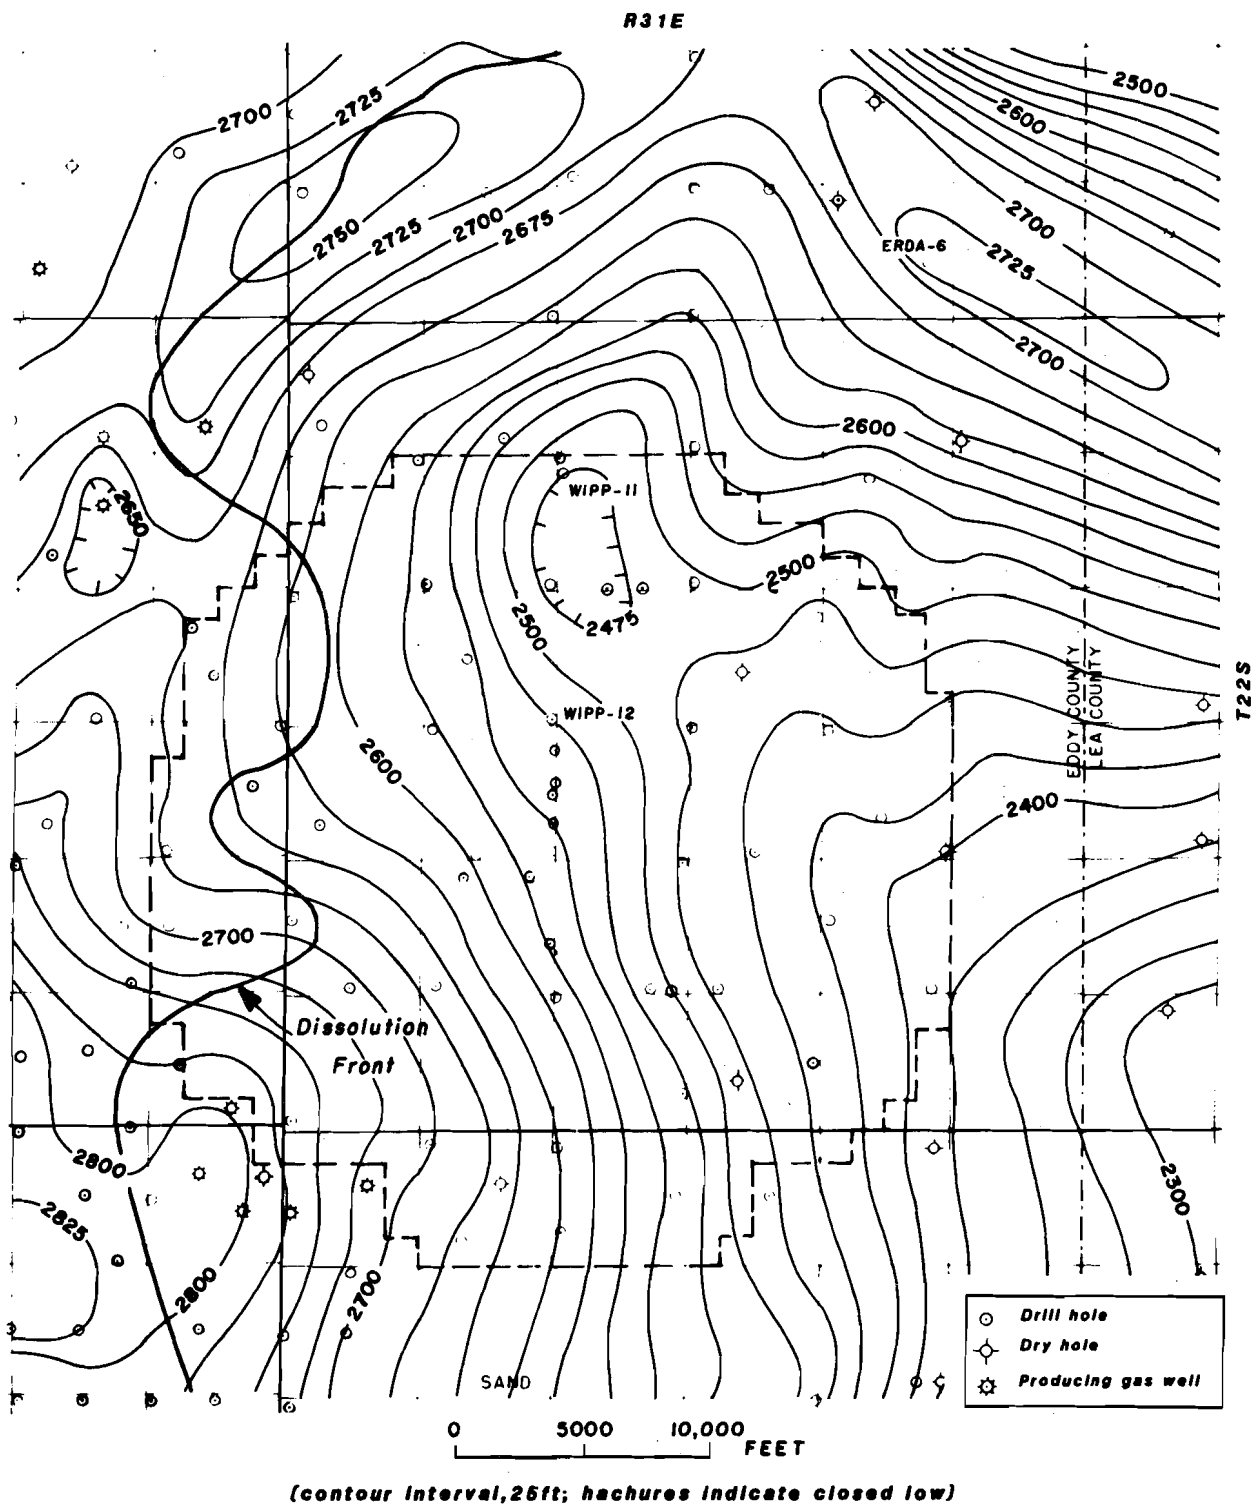 R31E
2500
2725
2700
2600
2700
2750
2725
2700
2675
ERDA-6
2725
2700
2600
2650
WIPP-11
2500
2475
2500
WIPP-12
EDDY COUNTY
LEA COUNTY
T22S
2600
2400
2700
Dissolution
Front
2800
2300
2825
2800
2700
SAND
Drill hole
Dry hole
Producing gas well
0 5000 10,000
FEET
(contour interval, 25ft; hachures indicate closed low)